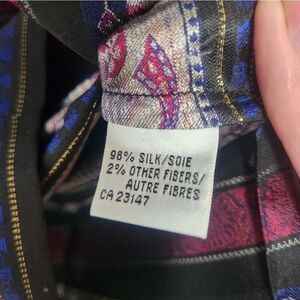 98% SILK/SOIE
2% OTHER FIBERS/
AUTRE FIBRES
CA 23147